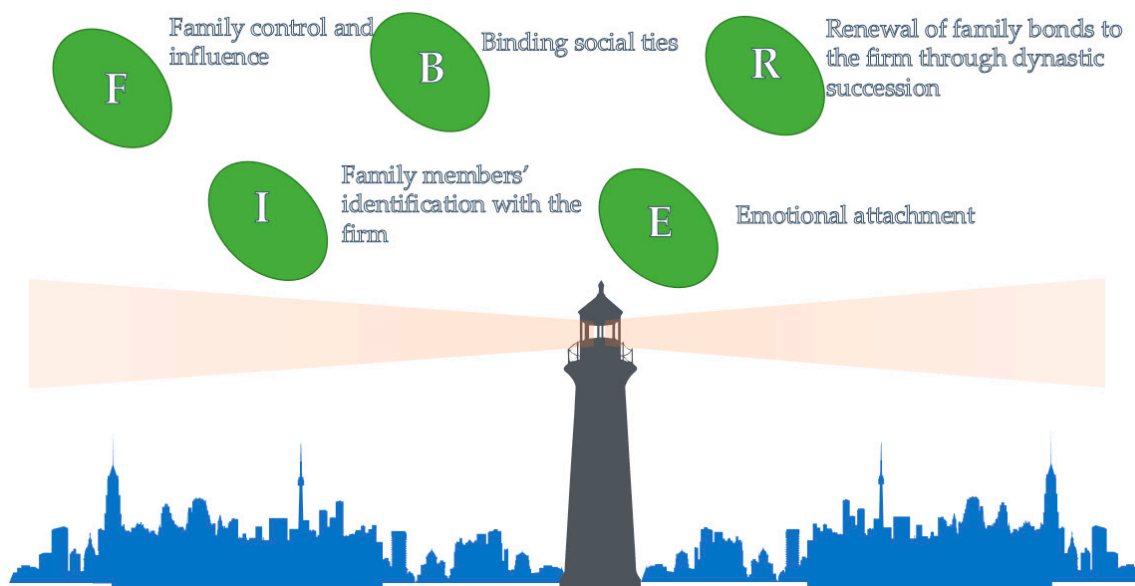 F
Family control and
influence
B
Binding social ties
R
Renewal of family bonds to
the firm through dynastic
succession
I
Family members’
identification with the
firm
E
Emotional attachment